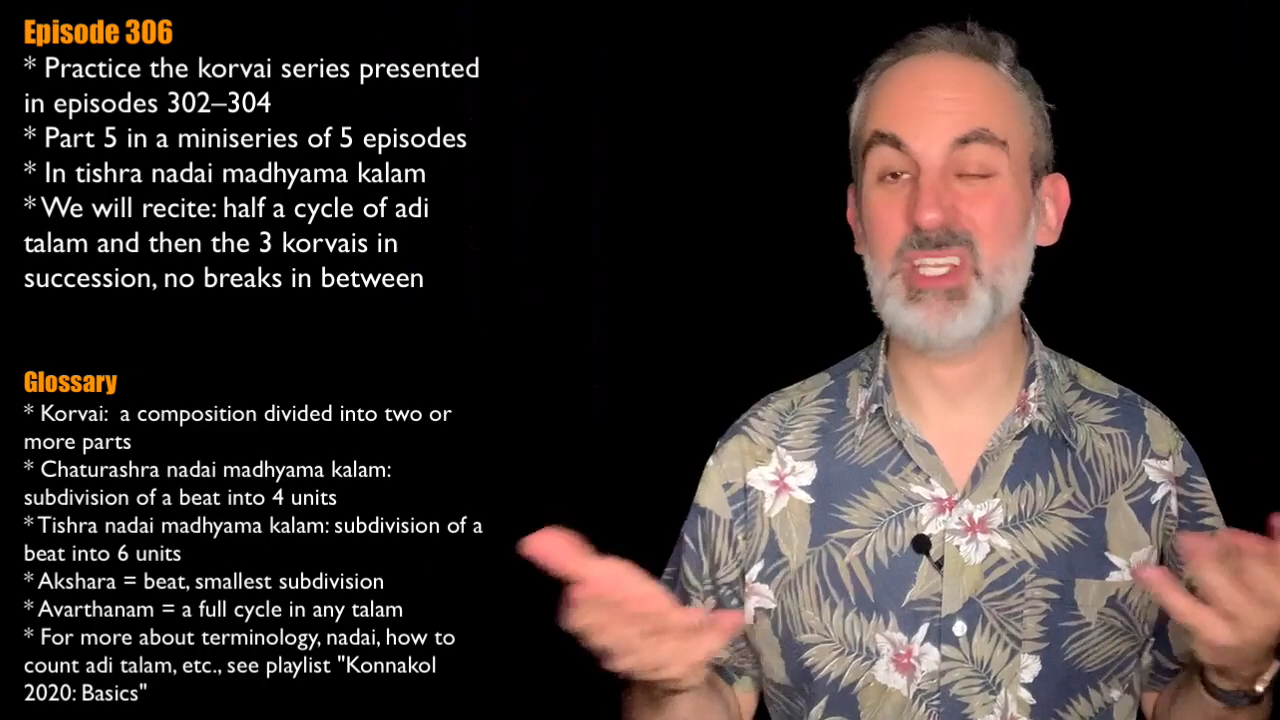 Episode 306
* Practice the korvai series presented
in episodes 302–304
* Part 5 in a miniseries of 5 episodes
* In tishra nadai madhyama kalam
* We will recite: half a cycle of adi
talam and then the 3 korvais in
succession, no breaks in between
Glossary
* Korvai:  a composition divided into two or
more parts
* Chaturashra nadai madhyama kalam:
subdivision of a beat into 4 units
* Tishra nadai madhyama kalam: subdivision of a
beat into 6 units
* Akshara = beat, smallest subdivision
* Avarthanam = a full cycle in any talam
* For more about terminology, nadai, how to
count adi talam, etc., see playlist "Konnakol
2020: Basics"